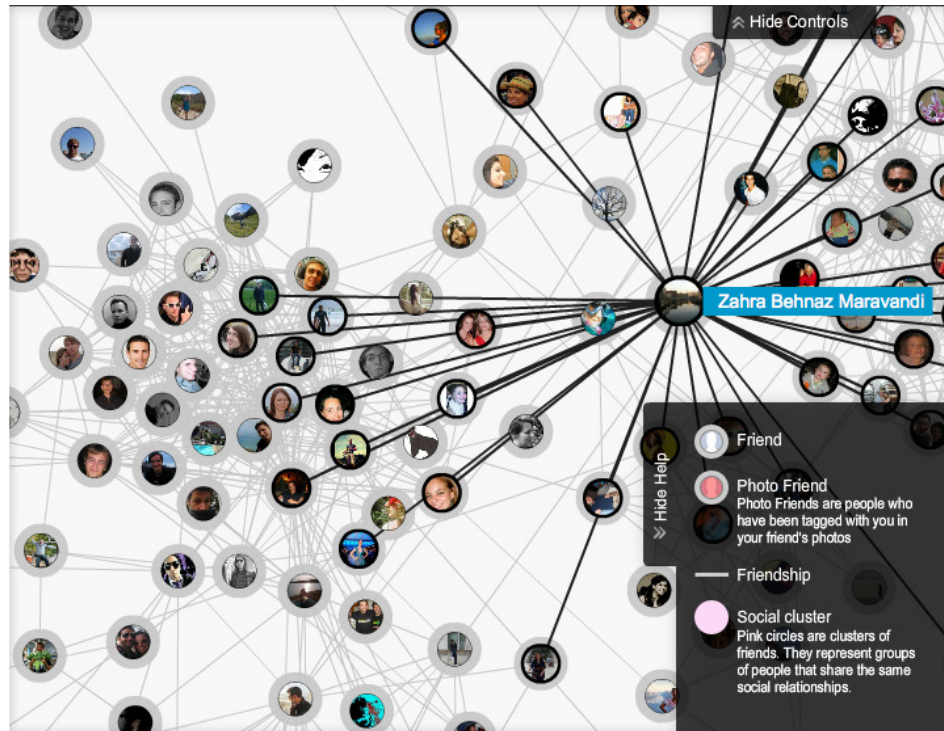 Hide Controls
Zahra Behnaz Maravandi
Hide Help
Friend
Photo Friend
Photo Friends are people who
have been tagged with you in
your friend's photos
Friendship
Social cluster
Pink circles are clusters of
friends. They represent groups
of people that share the same
social relationships.